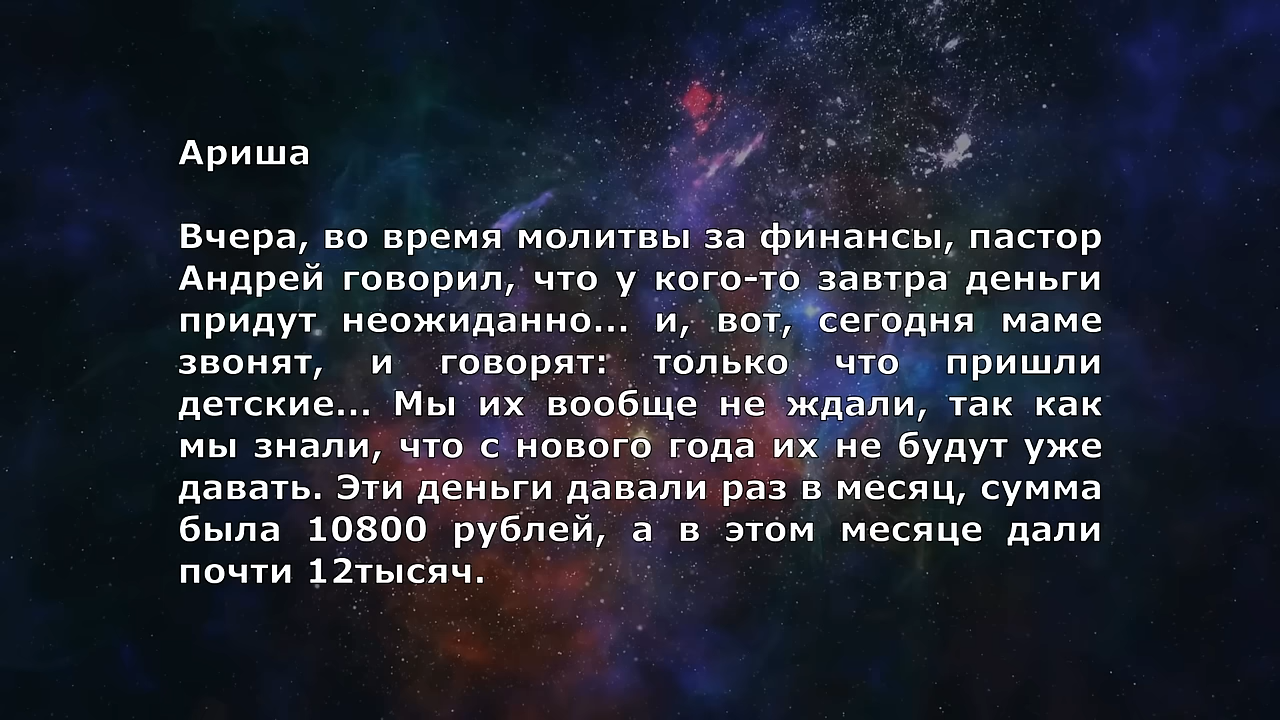 Ариша
Вчера, во время молитвы за финансы, пастор
Андрей говорил, что у кого-то завтра деньги
придут неожиданно... и, вот, сегодня маме
звонят, и говорят: только что пришли
детские... Мы их вообще не ждали, так как
мы знали, что с нового года их не будут уже
давать. Эти деньги давали раз в месяц, сумма
была 10800 рублей, а в этом месяце дали
почти 12тысяч.